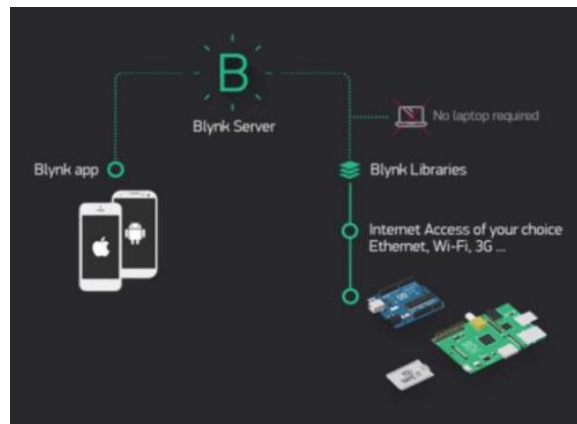 B
Blynk Server
No laptop required
Blynk app
Blynk Libraries
Internet Access of your choice
Ethernet, Wi-Fi, 3G ...